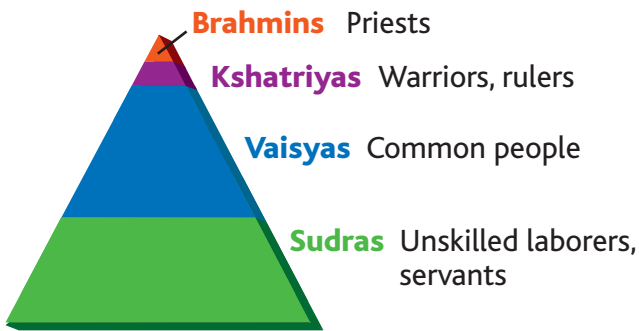 Brahmins Priests
Kshatriyas Warriors, rulers
Vaisyas Common people
Sudras Unskilled laborers,
servants